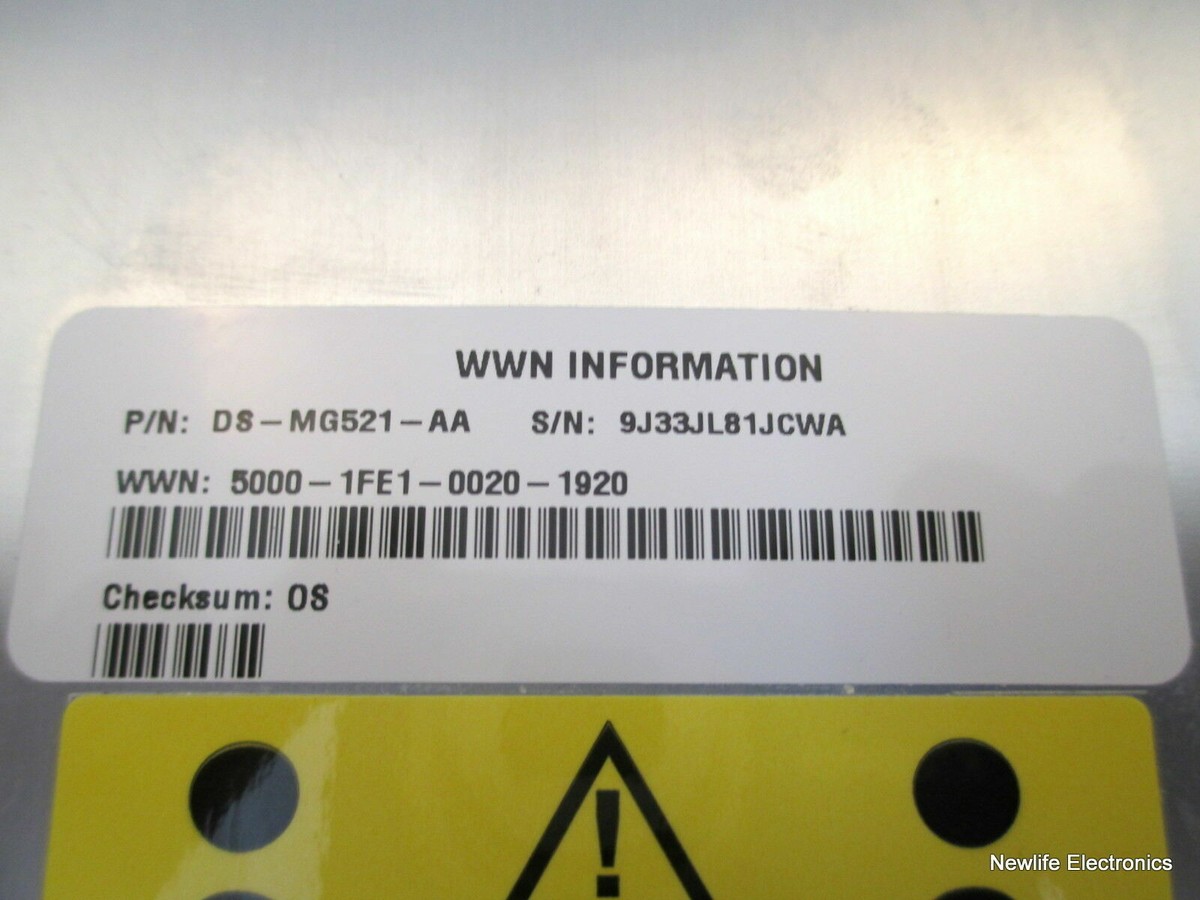 WWN INFORMATION
P/N: DS-MG521-AA S/N: 9J33JL81JCWA
WWN: 5000-1FE1-0020-1920
Checksum: OS
!
Newlife Electronics